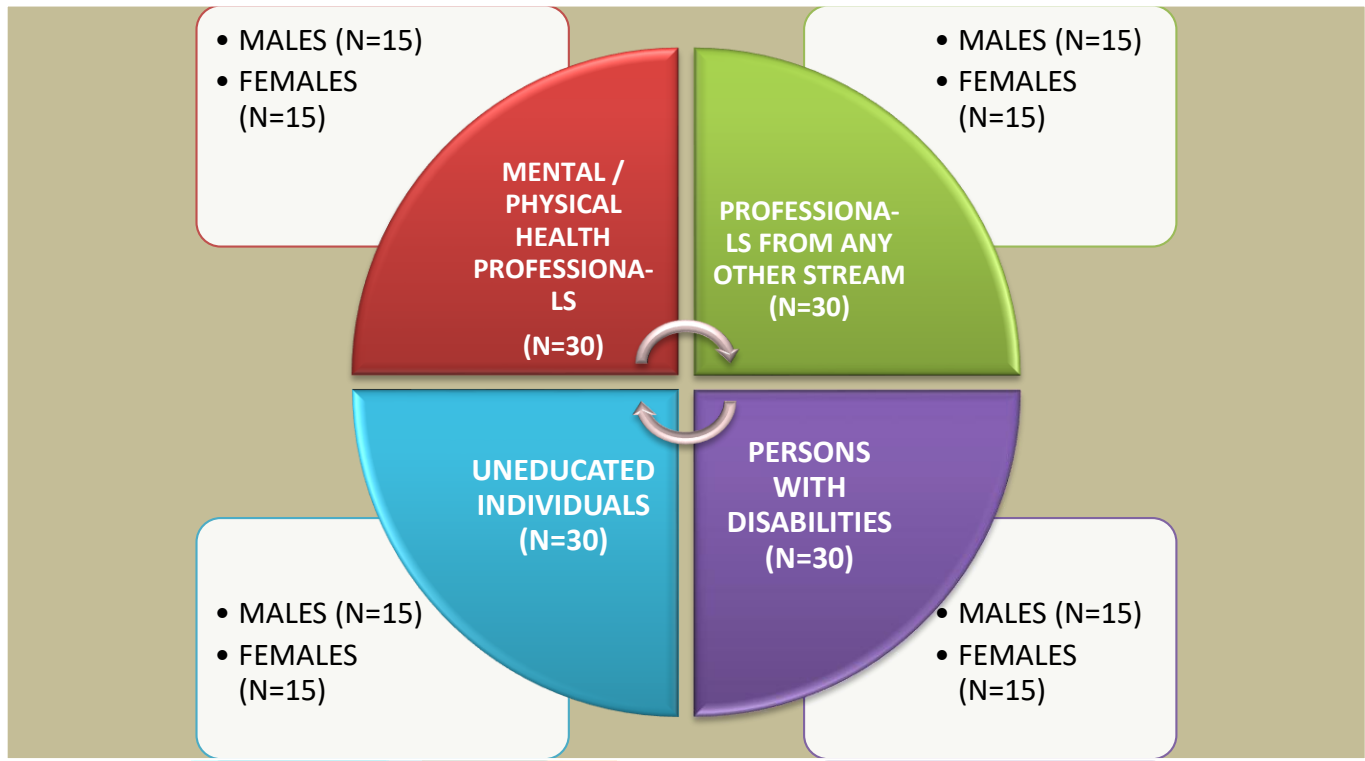 • MALES (N=15)
• FEMALES
(N=15)
• MALES (N=15)
• FEMALES
(N=15)
MENTAL /
PHYSICAL
HEALTH
PROFESSIONA-
LS
(N=30)
PROFESSIONA-
LS FROM ANY
OTHER STREAM
(N=30)
UNEDUCATED
INDIVIDUALS
(N=30)
PERSONS
WITH
DISABILITIES
(N=30)
• MALES (N=15)
• FEMALES
(N=15)
• MALES (N=15)
• FEMALES
(N=15)